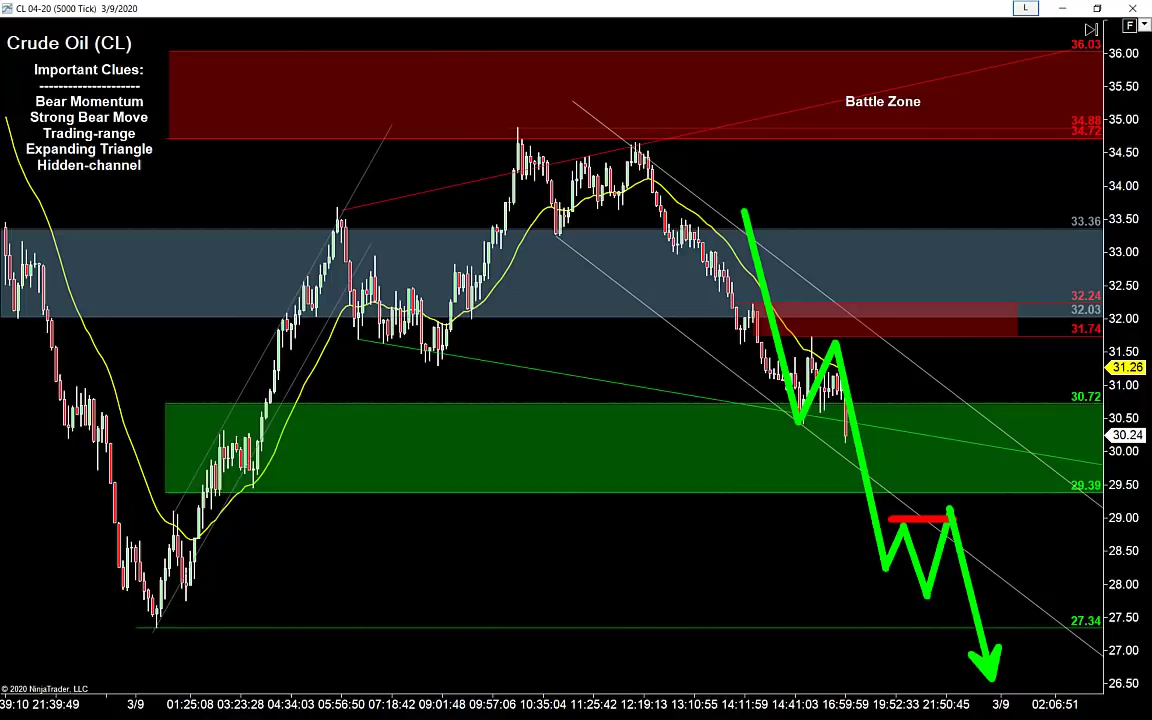 CL 04-20 (5000 Tick)  3/9/2020
L
F
Crude Oil (CL)
Important Clues:
---------------------
Bear Momentum
Strong Bear Move
Trading-range
Expanding Triangle
Hidden-channel
Battle Zone
36.03
34.88
34.72
33.36
32.24
32.03
31.74
30.72
29.39
27.34
36.00
35.50
35.00
34.50
34.00
33.50
33.00
32.50
32.00
31.50
31.26
31.00
30.50
30.24
30.00
29.50
29.00
28.50
28.00
27.50
27.00
26.50
© 2020 NinjaTrader, LLC
39:10 21:39:49 3/9 01:25:08 03:23:28 04:34:03 05:56:50 07:18:42 09:01:48 09:57:06 10:35:04 11:25:42 12:19:13 13:10:55 14:11:59 14:41:03 16:59:59 19:52:33 21:50:45 3/9 02:06:51